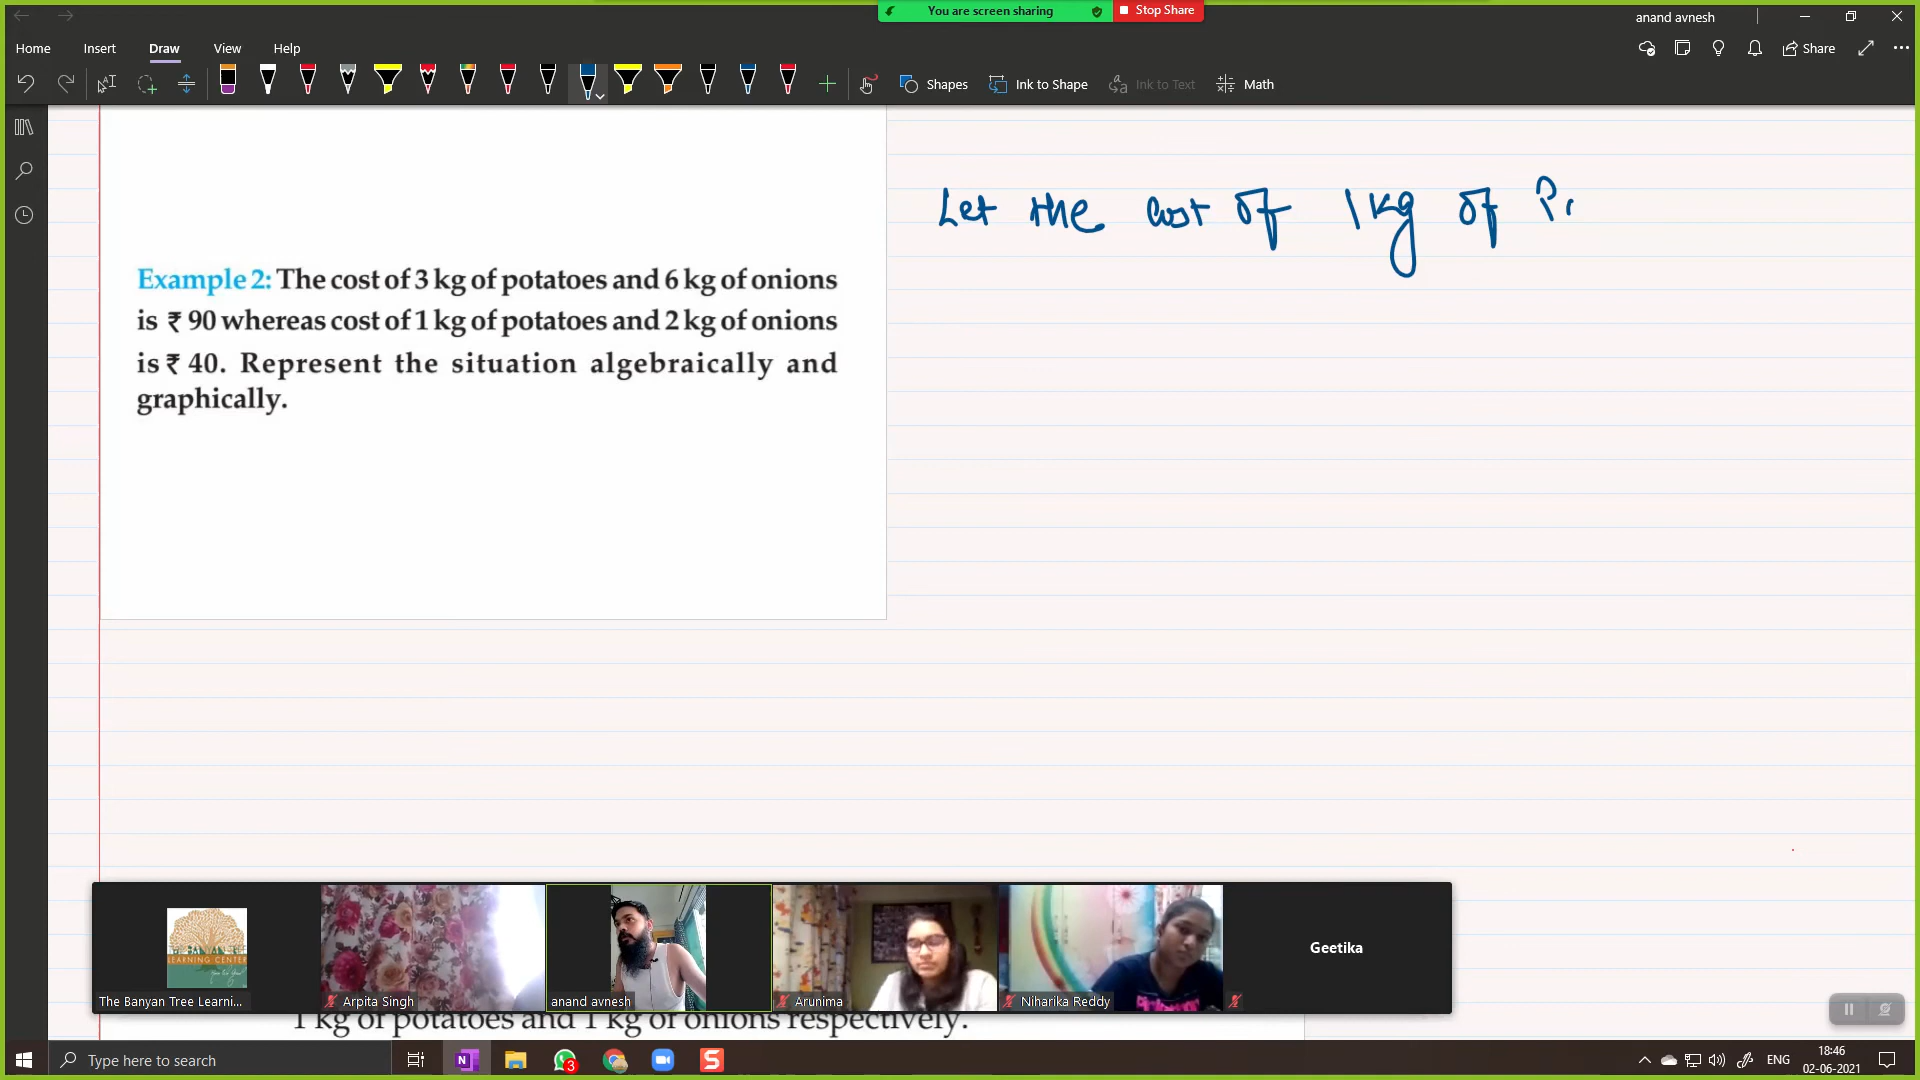 You are screen sharing
Stop Share
anand avnesh
Home Insert Draw View Help
Share
Shapes Ink to Shape Ink to Text Math
Let the cost of 1 kg of
Example 2: The cost of 3 kg of potatoes and 6 kg of onions
is ₹ 90 whereas cost of 1 kg of potatoes and 2 kg of onions
is ₹ 40. Represent the situation algebraically and
graphically.
LEARNING CENTER
Geetika
The Banyan Tree Learni...
Arpita Singh
anand avnesh
Arunima
Niharika Reddy
1 kg of potatoes and 1 kg of onions respectively.
Type here to search
N
3
S
ENG
18:46
02-06-2021